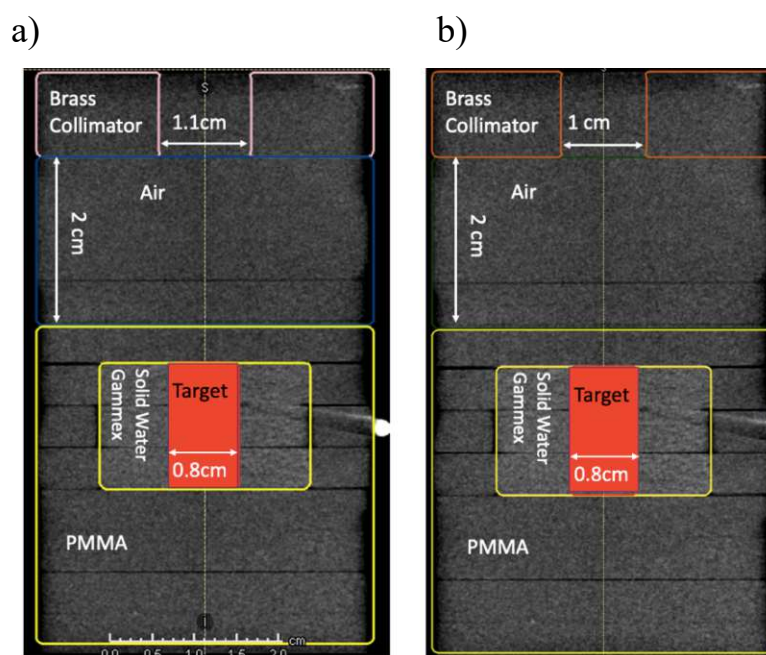 a)
b)
S
Brass
Collimator
1.1cm
Air
2 cm
Solid Water
Gammex
Target
0.8cm
PMMA
I
0.0 0.5 1.0 1.5 2.0 cm
Brass
Collimator
1 cm
Air
2 cm
Solid Water
Gammex
Target
0.8cm
PMMA